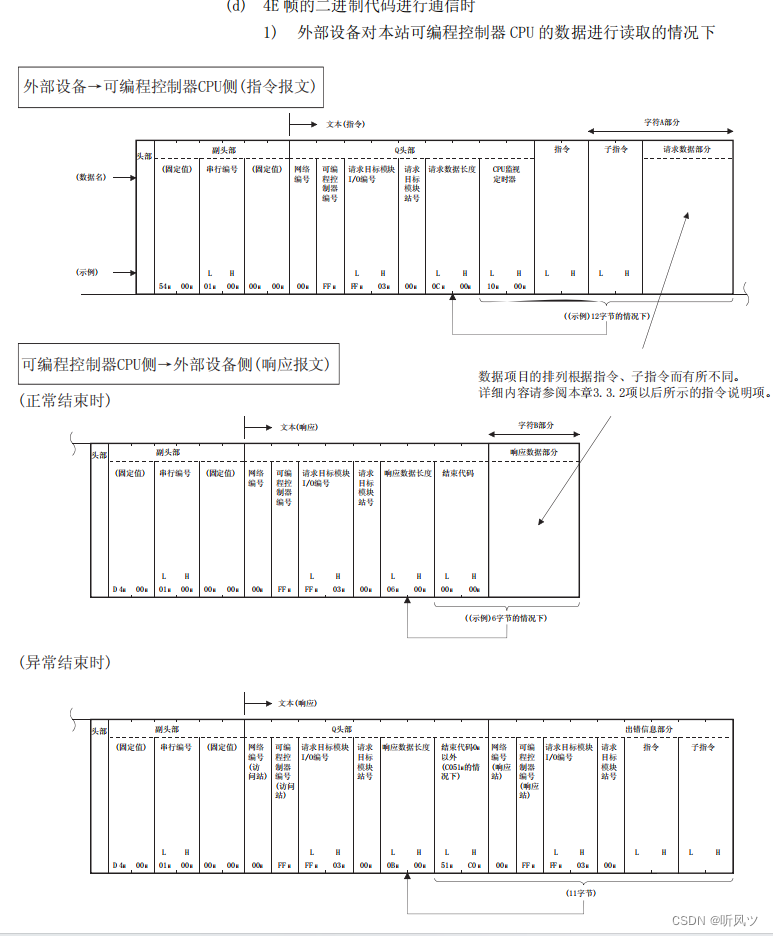 (d) 4E 帧的二进制代码进行通信时
1) 外部设备对本站可编程控制器 CPU 的数据进行读取的情况下
外部设备→可编程控制器CPU侧(指令报文)
文本(指令)
字符A部分
头部
副头部
Q头部
指令
子指令
请求数据部分
(数据名)
(固定值)
串行编号
(固定值)
网络
编号
可编
程控
制器
编号
请求目标模块
I/O编号
请求
目标
模块
站号
请求数据长度
CPU监视
定时器
(示例)
L H L H L H L H L H L H
54H 00H 01H 00H 00H 00H 00H FFH FFH 03H 00H 0CH 00H 10H 00H
((示例)12字节的情况下)
可编程控制器CPU侧→外部设备侧(响应报文)
数据项目的排列根据指令、子指令而有所不同。
详细内容请参阅本章3.3.2项以后所示的指令说明项。
(正常结束时)
文本(响应)
字符B部分
头部
副头部
响应数据部分
(固定值)
串行编号
(固定值)
网络
编号
可编
程控
制器
编号
请求目标模块
I/O编号
请求
目标
模块
站号
响应数据长度
结束代码
L H L H L H L H
D4H 00H 01H 00H 00H 00H 00H FFH FFH 03H 00H 06H 00H 00H 00H
((示例)6字节的情况下)
(异常结束时)
文本(响应)
头部
副头部
Q头部
出错信息部分
(固定值)
串行编号
(固定值)
网络
编号
(访
问站)
可编
程控
制器
编号
(访问
站)
请求目标模块
I/O编号
请求
目标
模块
站号
响应数据长度
结束代码0H
以外
(C051H的情
况下)
网络
编号
(响应
站)
可编
程控
制器
编号
(响应
站)
请求目标模块
I/O编号
请求
目标
模块
站号
指令
子指令
L H L H L H L H L H L H L H
D4H 00H 01H 00H 00H 00H 00H FFH FFH 03H 00H 0BH 00H 51H C0H 00H FFH FFH 03H 00H
(11字节)
CSDN @听风ツ